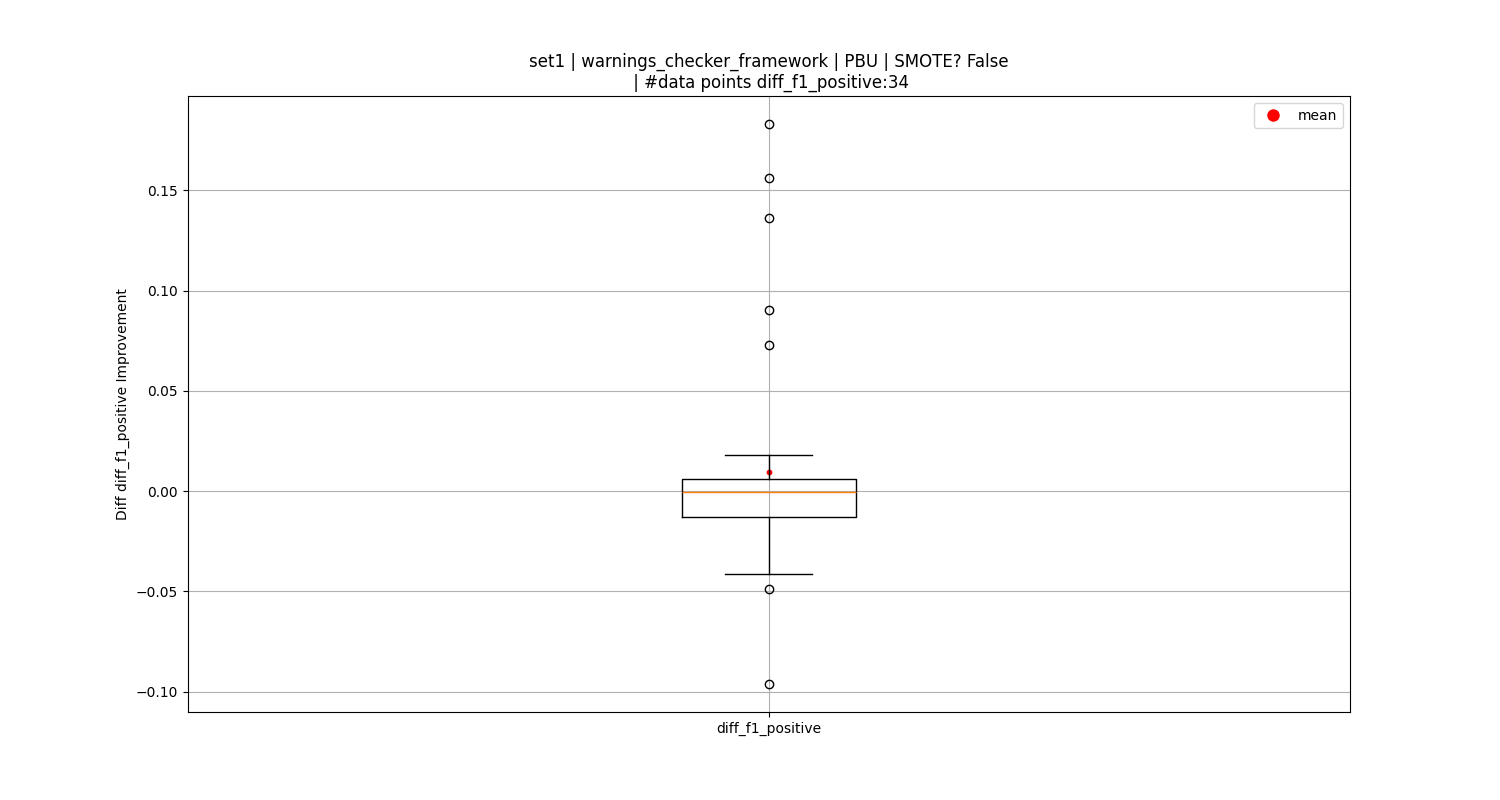 set1 | warnings_checker_framework | PBU | SMOTE? False
| #data points diff_f1_positive:34
mean
0.15
0.10
0.05
0.00
−0.05
−0.10
Diff diff_f1_positive Improvement
diff_f1_positive